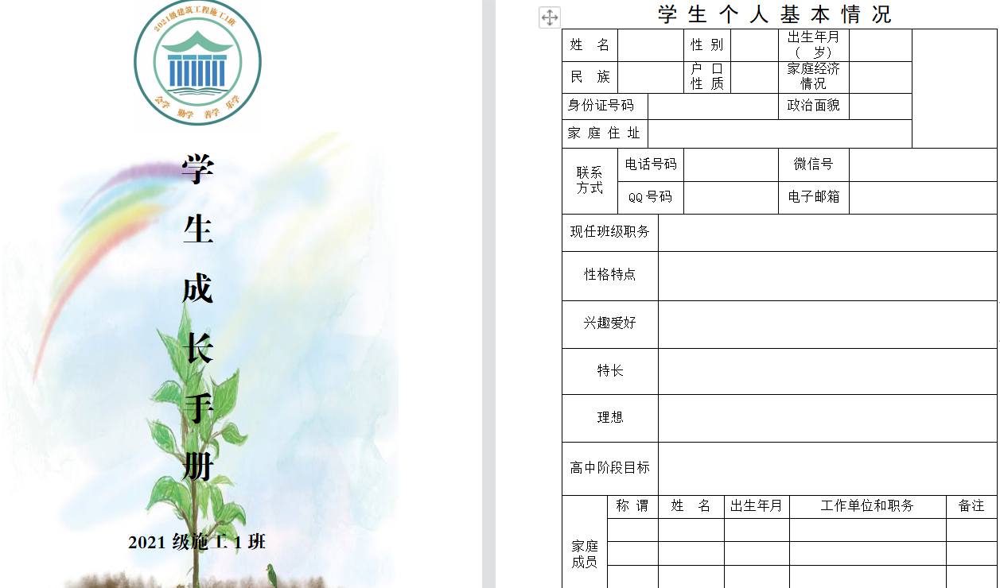 2021级建筑工程施工1班
会学 勤学 善学 乐学
学
生
成
长
手
册
2021 级施工 1 班
学 生 个 人 基 本 情 况
姓 名
性 别
出生年月
（ 岁）
民 族
户 口
性 质
家庭经济
情况
身份证号码
政治面貌
家 庭 住 址
联系
方式
电话号码
微信号
QQ 号码
电子邮箱
现任班级职务
性格特点
兴趣爱好
特长
理想
高中阶段目标
家庭
成员
称 谓
姓 名
出生年月
工作单位和职务
备注